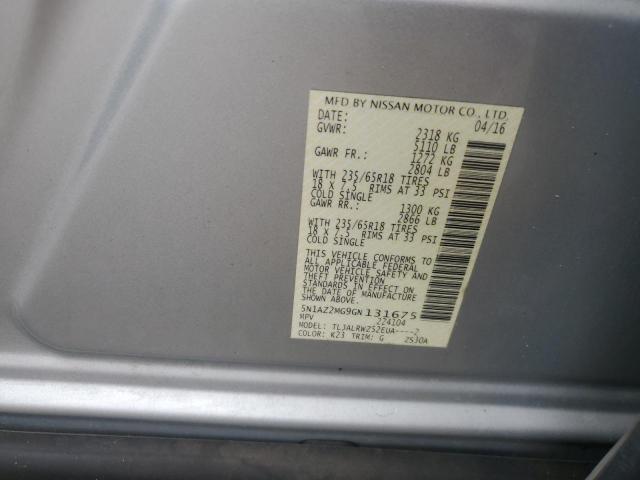 MFD BY NISSAN MOTOR CO., LTD.
DATE: 04/16
GVWR: 2318 KG
5110 LB
GAWR FR.: 1272 KG
2804 LB
WITH 235/65R18 TIRES
18 X 7.5 RIMS AT 33 PSI
COLD SINGLE
GAWR RR.: 1300 KG
2866 LB
WITH 235/65R18 TIRES
18 X 7.5 RIMS AT 33 PSI
COLD SINGLE
THIS VEHICLE CONFORMS TO
ALL APPLICABLE FEDERAL
MOTOR VEHICLE SAFETY AND
THEFT PREVENTION
STANDARDS IN EFFECT ON
THE DATE OF MANUFACTURE
SHOWN ABOVE.
5N1AZ2MG9GN131675
MPV 224104
MODEL: TLJALRWZ52EUA----2
COLOR: K23 TRIM: G 2S30A